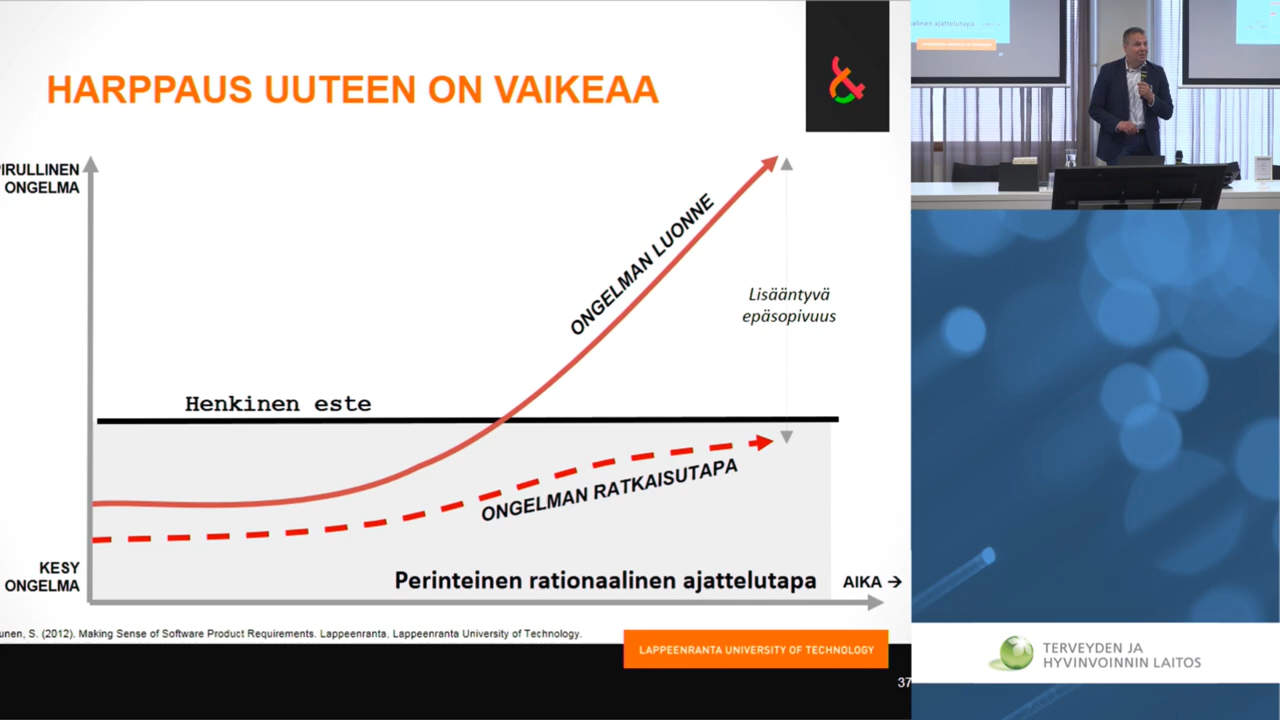 HARPPAUS UUTEEN ON VAIKEAA
&
ONGELMA
ONGELMAN LUONNE
Lisääntyvä
epäsopivuus
Henkinen este
ONGELMAN RATKAISUTAPA
KESY
ONGELMA
Perinteinen rationaalinen ajattelutapa
AIKA →
S. (2012). Making Sense of Software Product Requirements. Lappeenranta, Lappeenranta University of Technology.
LAPPEENRANTA UNIVERSITY OF TECHNOLOGY
37
TERVEYDEN JA
HYVINVOINNIN LAITOS